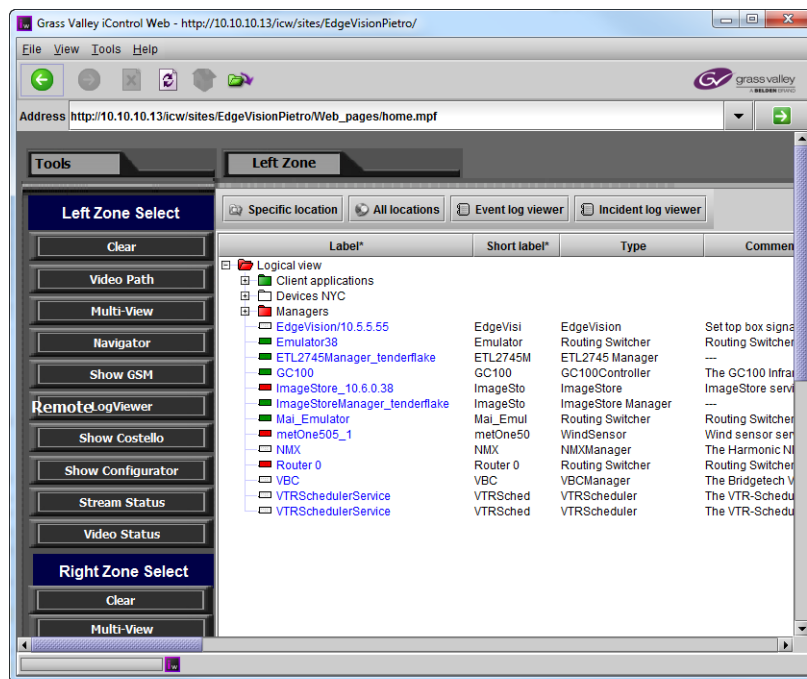 Grass Valley iControl Web - http://10.10.10.13/icw/sites/EdgeVisionPietro/
File View Tools Help
grass valley
A BELDEN BRAND
Address http://10.10.10.13/icw/sites/EdgeVisionPietro/Web_pages/home.mpf
Tools
Left Zone
Left Zone Select
Clear
Video Path
Multi-View
Navigator
Show GSM
RemoteLogViewer
Show Costello
Show Configurator
Stream Status
Video Status
Right Zone Select
Clear
Multi-View
Specific location All locations Event log viewer Incident log viewer
Label* Short label* Type Commen
Logical view
Client applications
Devices NYC
Managers
EdgeVision/10.5.5.55 EdgeVisi EdgeVision Set top box signa
Emulator38 Emulator Routing Switcher Routing Switcher
ETL2745Manager_tenderflake ETL2745M ETL2745 Manager ---
GC100 GC100 GC100Controller The GC100 Infra
ImageStore_10.6.0.38 ImageSto ImageStore ImageStore servi
ImageStoreManager_tenderflake ImageSto ImageStore Manager ---
Mai_Emulator Mai_Emul Routing Switcher Routing Switcher
metOne505_1 metOne50 WindSensor Wind sensor sen
NMX NMX NMXManager The Harmonic N
Router 0 Router 0 Routing Switcher Routing Switcher
VBC VBC VBCManager The Bridgetech V
VTRSchedulerService VTRSched VTRScheduler The VTR-Schedu
VTRSchedulerService VTRSched VTRScheduler The VTR-Schedu